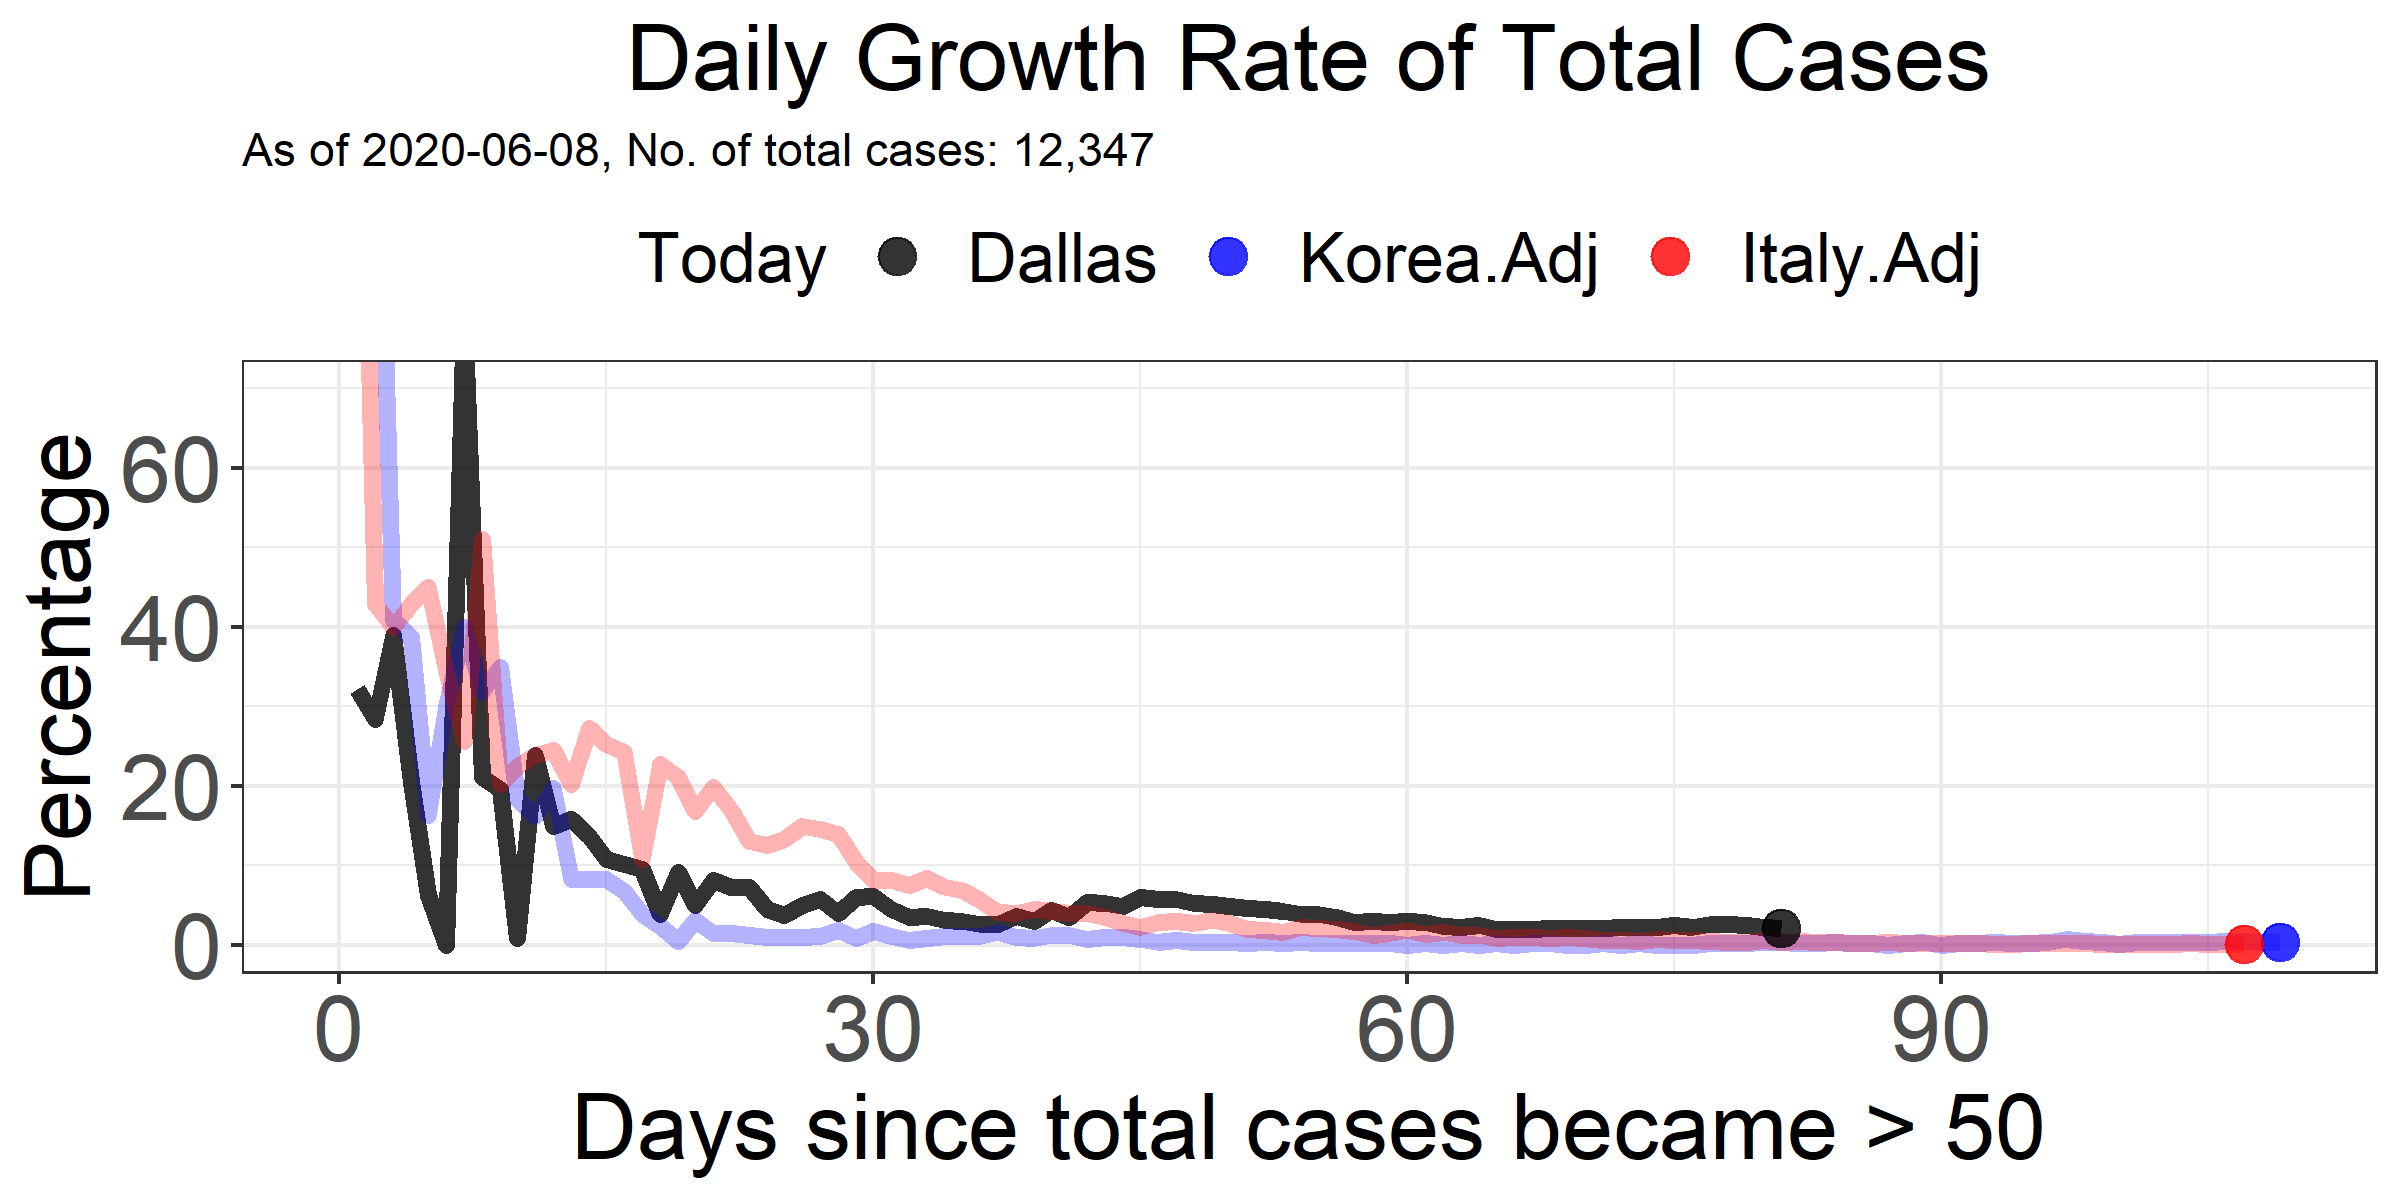 Daily Growth Rate of Total Cases
As of 2020-06-08, No. of total cases: 12,347
Today Dallas Korea.Adj Italy.Adj
Percentage
60
40
20
0
0 30 60 90
Days since total cases became > 50